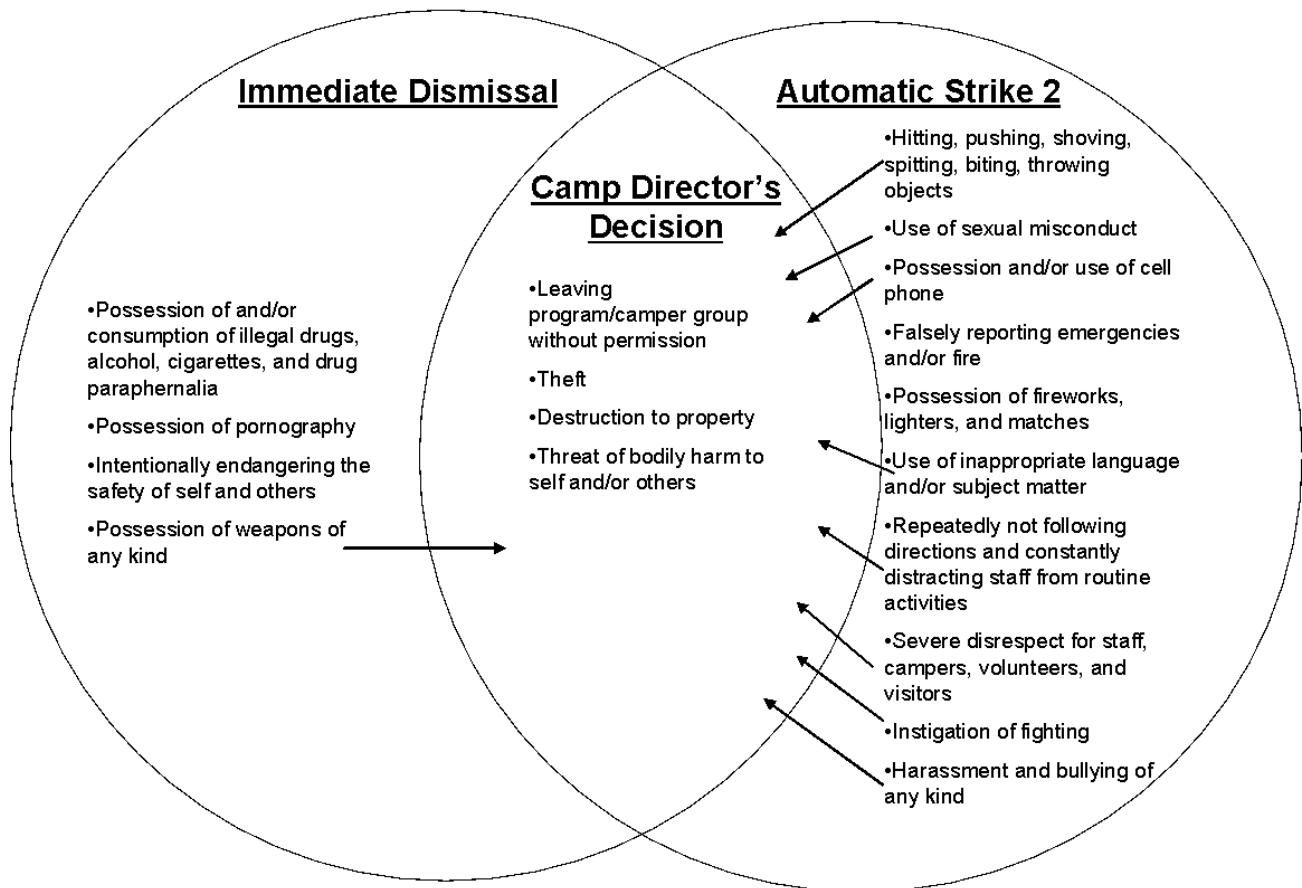 Immediate Dismissal
•Possession of and/or
consumption of illegal drugs,
alcohol, cigarettes, and drug
paraphernalia
•Possession of pornography
•Intentionally endangering the
safety of self and others
•Possession of weapons of
any kind
Camp Director's
Decision
•Leaving
program/camper group
without permission
•Theft
•Destruction to property
•Threat of bodily harm to
self and/or others
Automatic Strike 2
•Hitting, pushing, shoving,
spitting, biting, throwing
objects
•Use of sexual misconduct
•Possession and/or use of cell
phone
•Falsely reporting emergencies
and/or fire
•Possession of fireworks,
lighters, and matches
•Use of inappropriate language
and/or subject matter
•Repeatedly not following
directions and constantly
distracting staff from routine
activities
•Severe disrespect for staff,
campers, volunteers, and
visitors
•Instigation of fighting
•Harassment and bullying of
any kind